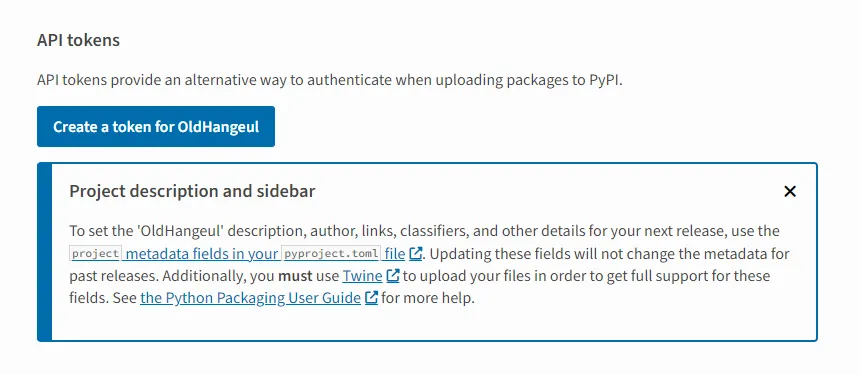 API tokens
API tokens provide an alternative way to authenticate when uploading packages to PyPI.
Create a token for OldHangeul
Project description and sidebar
To set the 'OldHangeul' description, author, links, classifiers, and other details for your next release, use the
project metadata fields in your pyproject.toml file. Updating these fields will not change the metadata for
past releases. Additionally, you must use Twine to upload your files in order to get full support for these
fields. See the Python Packaging User Guide for more help.